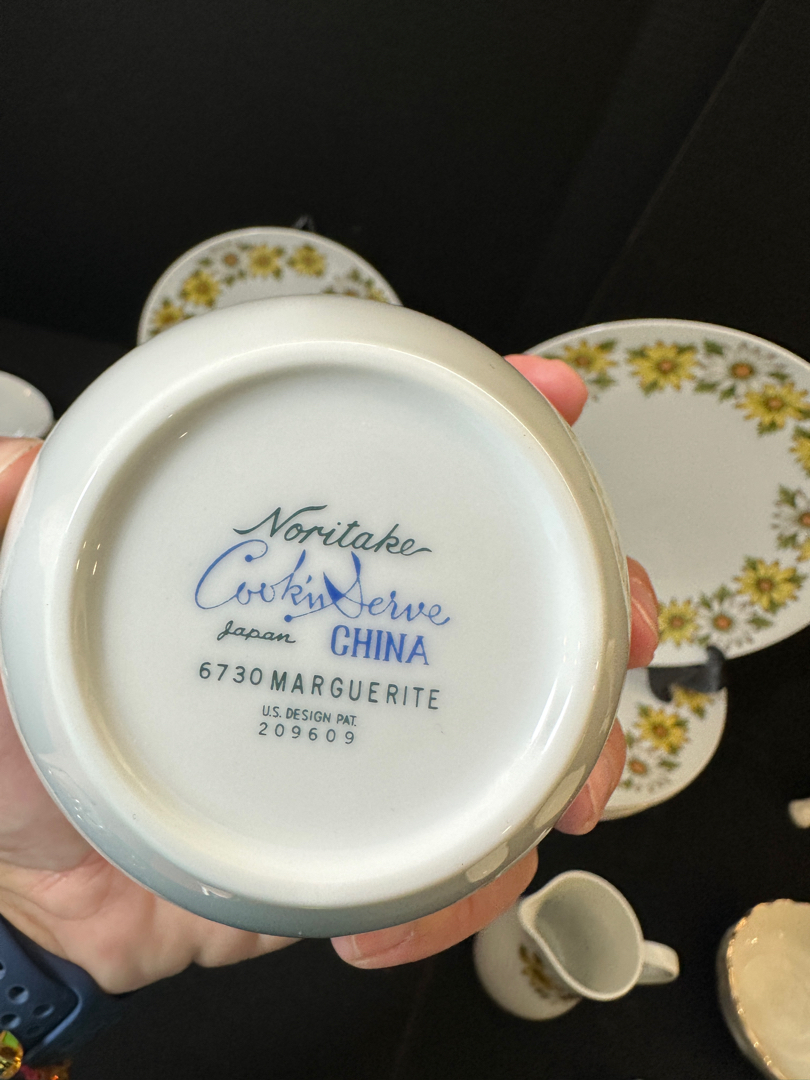 Noritake
Cook'n Serve
Japan CHINA
6730 MARGUERITE
U.S. DESIGN PAT.
209609